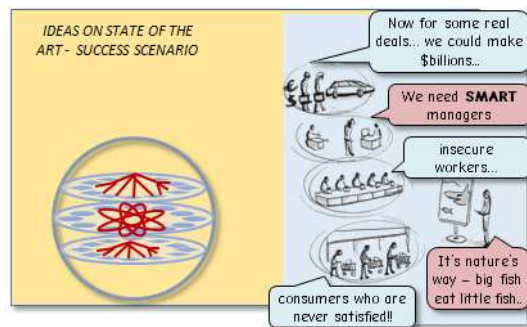 IDEAS ON STATE OF THE
ART - SUCCESS SCENARIO
Now for some real
deals... we could make
$billions...
We need SMART
managers
insecure
workers...
It's nature's
way – big fish
eat little fish..
consumers who are
never satisfied!!